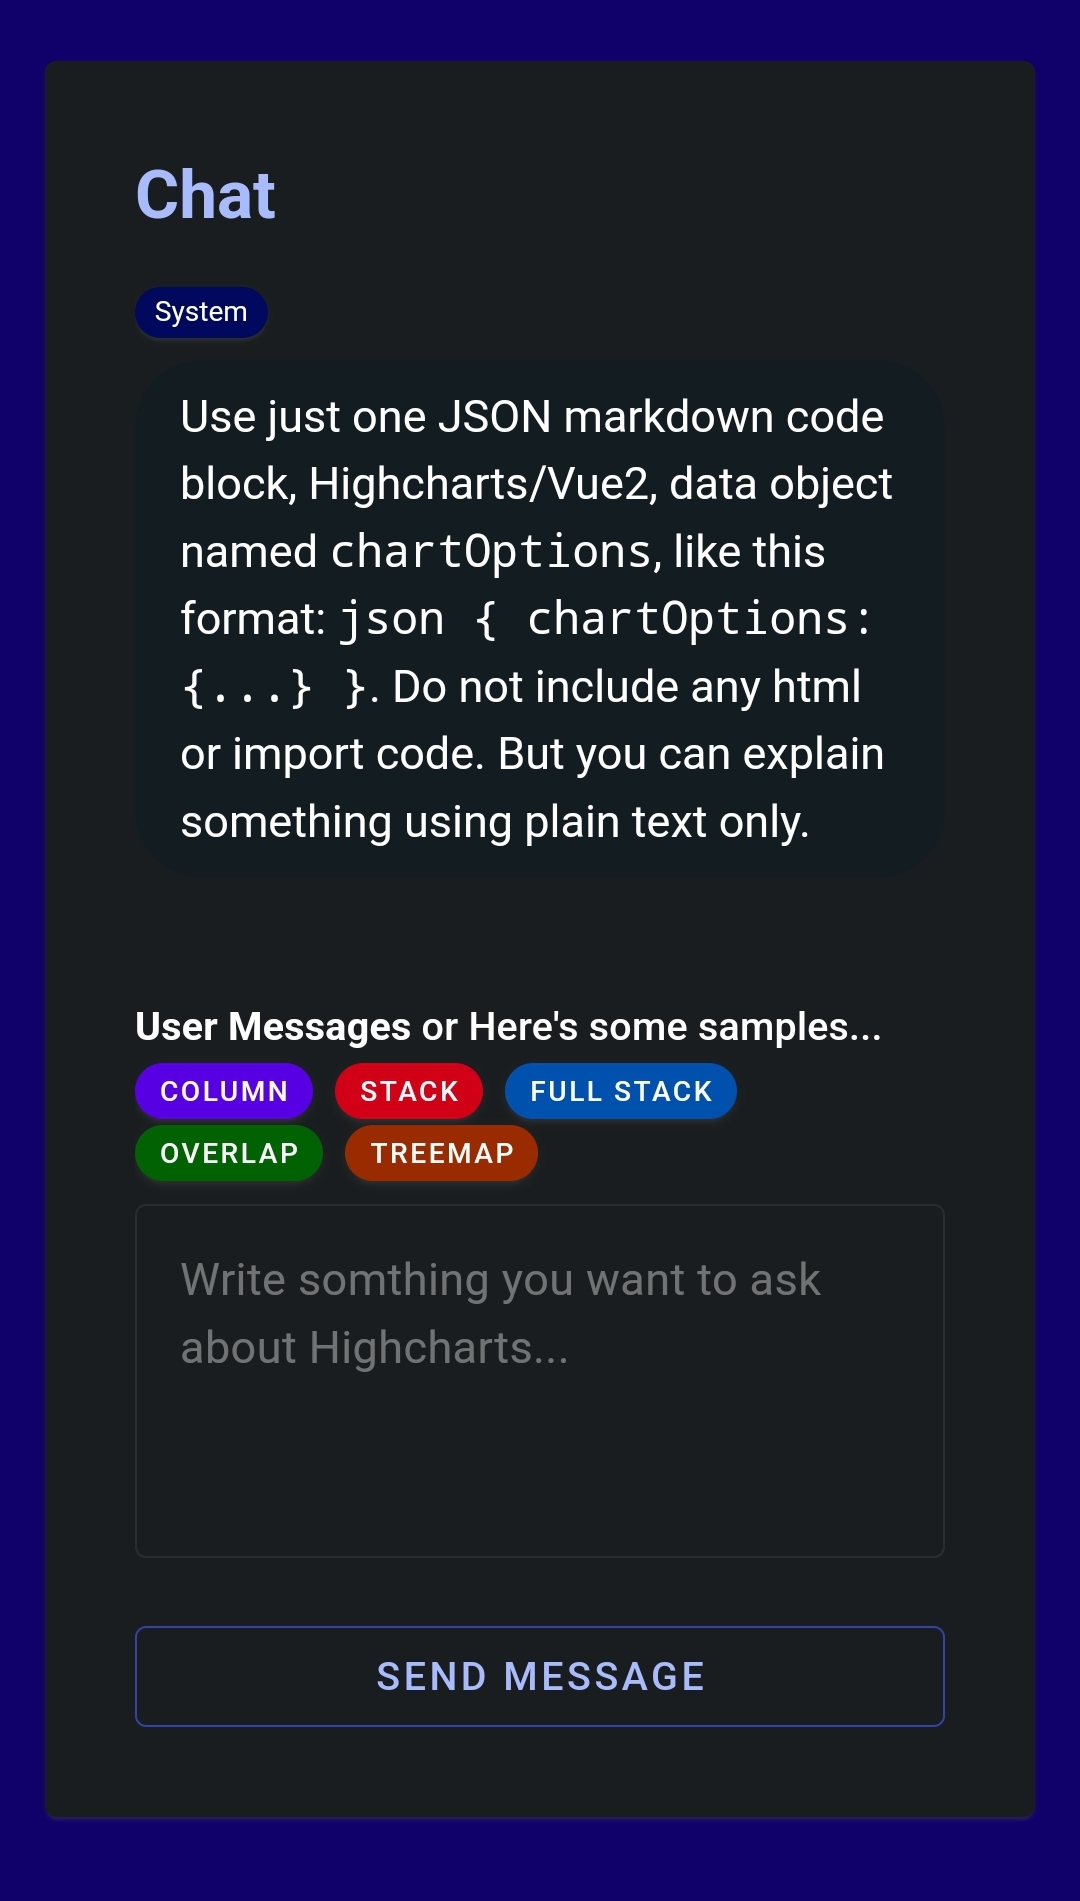 Chat
System
Use just one JSON markdown code
block, Highcharts/Vue2, data object
named chartOptions, like this
format: json { chartOptions:
{...} }. Do not include any html
or import code. But you can explain
something using plain text only.
User Messages or Here's some samples...
COLUMN STACK FULL STACK
OVERLAP TREEMAP
Write somthing you want to ask
about Highcharts...
SEND MESSAGE